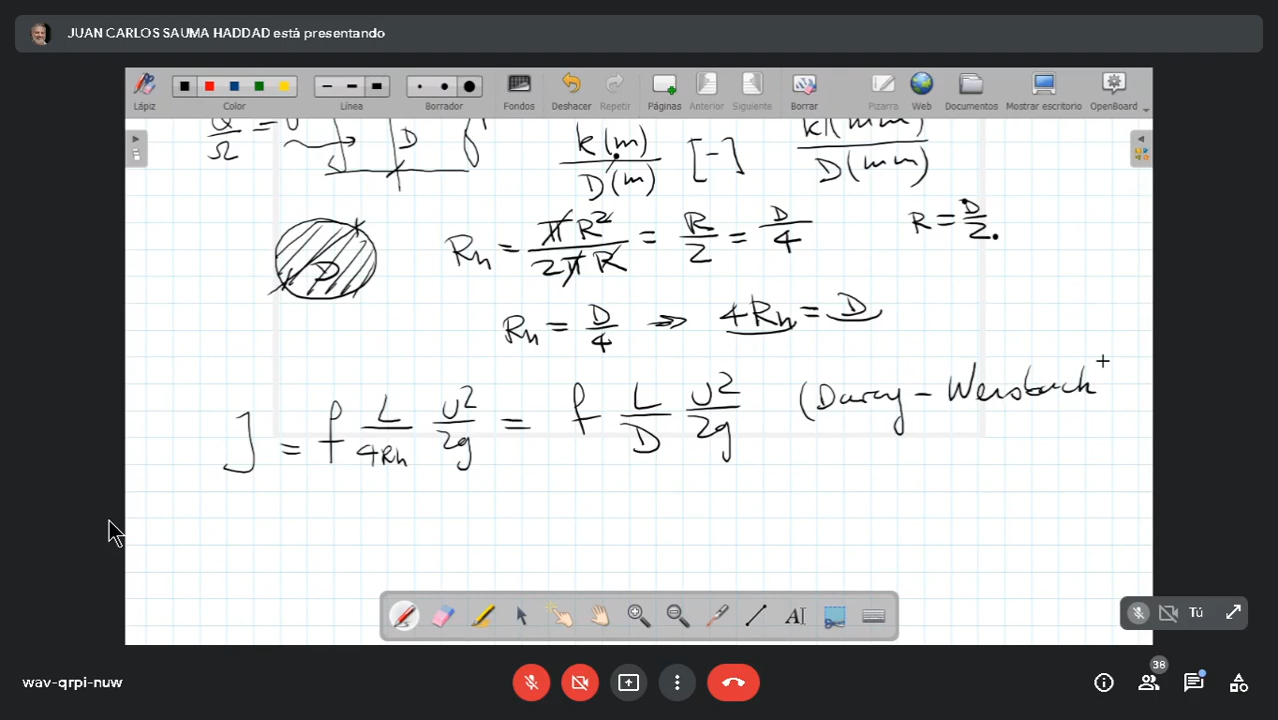 JUAN CARLOS SAUMA HADDAD está presentando
Lápiz Color Línea Borrador Fondos Deshacer Repetir Páginas Anterior Siguiente Borrar Pizarra Web Documentos Mostrar escritorio OpenBoard
Q/Ω = U D k(m)/D(m) [-] k(mm)/D(mm)
D Rh = πR²/2πR = R/2 = D/4 R = D/2.
Rh = D/4 ⇒ 4Rh = D
J = f L/4Rh U²/2g = f L/D U²/2g (Darcy - Weisbach
Tú
wav-qrpi-nuw
38